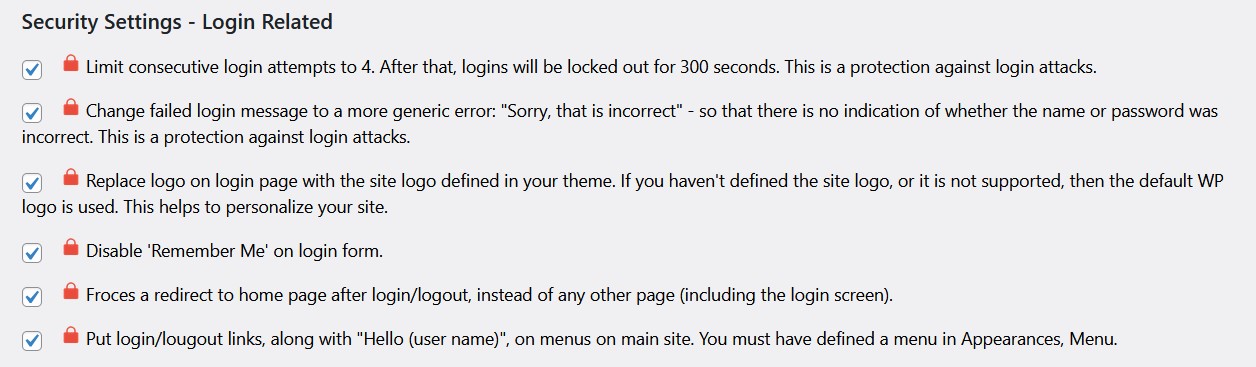 Security Settings - Login Related
Limit consecutive login attempts to 4. After that, logins will be locked out for 300 seconds. This is a protection against login attacks.
Change failed login message to a more generic error: "Sorry, that is incorrect" - so that there is no indication of whether the name or password was
incorrect. This is a protection against login attacks.
Replace logo on login page with the site logo defined in your theme. If you haven't defined the site logo, or it is not supported, then the default WP
logo is used. This helps to personalize your site.
Disable 'Remember Me' on login form.
Froces a redirect to home page after login/logout, instead of any other page (including the login screen).
Put login/lougout links, along with "Hello (user name)", on menus on main site. You must have defined a menu in Appearances, Menu.